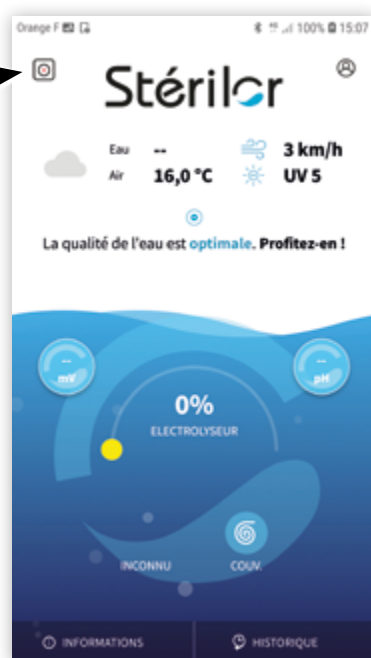 Orange F 100% 15:07
Stérilor
Eau -- 3 km/h
Air 16,0 °C UV 5
La qualité de l'eau est optimale. Profitez-en !
-- mV
-- pH
0%
ELECTROLYSEUR
INCONNU COUV.
INFORMATIONS HISTORIQUE